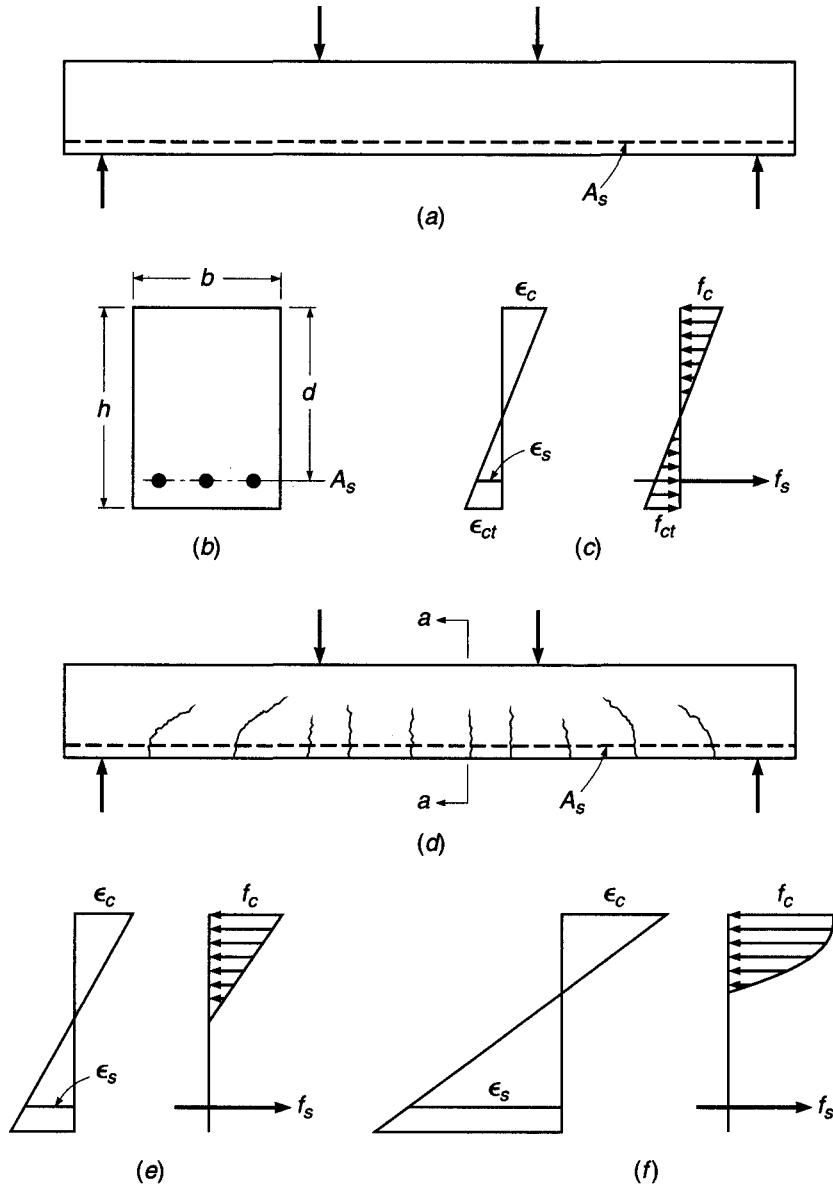 A_s
(a)
b
h
d
A_s
(b)
ϵ_c
ϵ_s
ϵ_ct
f_c
f_s
f_ct
(c)
a
a
A_s
(d)
ϵ_c
ϵ_s
f_c
f_s
(e)
ϵ_c
ϵ_s
f_c
f_s
(f)